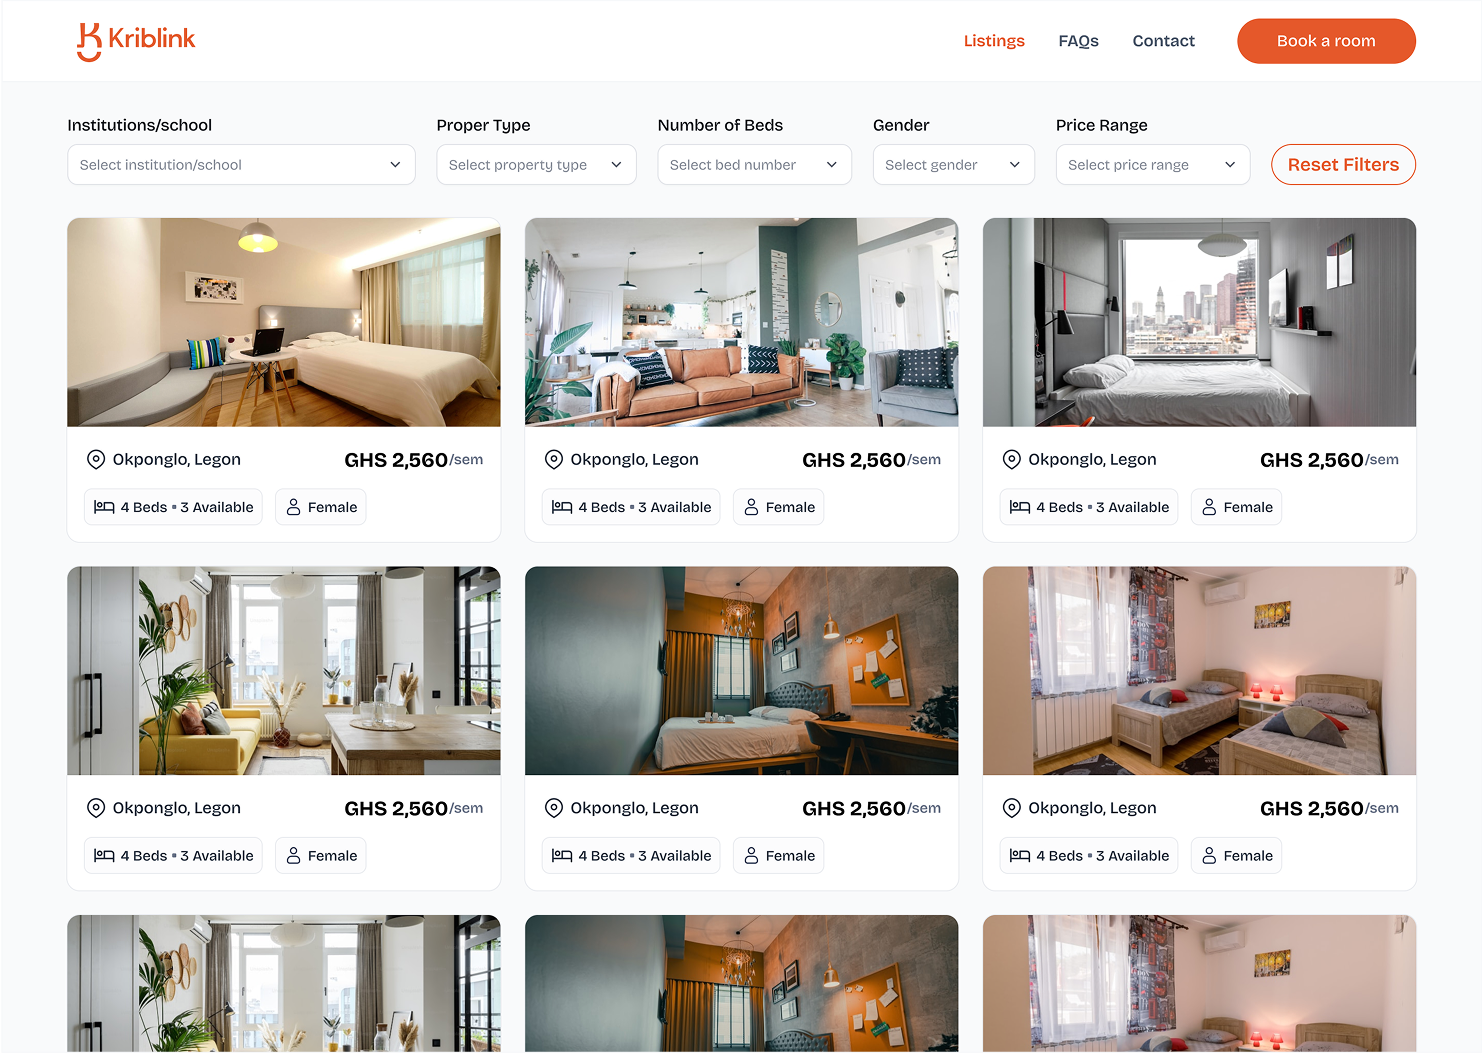 Kriblink
Listings FAQs Contact Book a room
Institutions/school Proper Type Number of Beds Gender Price Range
Select institution/school Select property type Select bed number Select gender Select price range Reset Filters
Okponglo, Legon GHS 2,560/sem
4 Beds • 3 Available Female
Okponglo, Legon GHS 2,560/sem
4 Beds • 3 Available Female
Okponglo, Legon GHS 2,560/sem
4 Beds • 3 Available Female
Okponglo, Legon GHS 2,560/sem
4 Beds • 3 Available Female
Okponglo, Legon GHS 2,560/sem
4 Beds • 3 Available Female
Okponglo, Legon GHS 2,560/sem
4 Beds • 3 Available Female